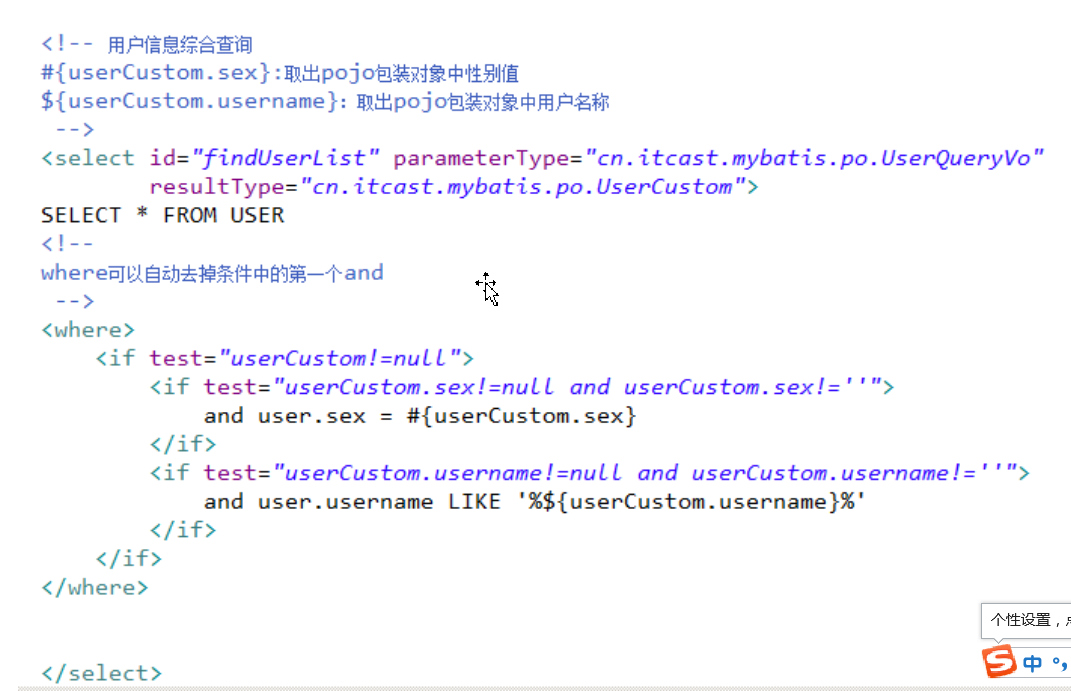 <!-- 用户信息综合查询
#{userCustom.sex}:取出pojo包装对象中性别值
${userCustom.username}: 取出pojo包装对象中用户名称
-->
<select id="findUserList" parameterType="cn.itcast.mybatis.po.UserQueryVo"
resultType="cn.itcast.mybatis.po.UserCustom">
SELECT * FROM USER
<!--
where可以自动去掉条件中的第一个and
-->
<where>
<if test="userCustom!=null">
<if test="userCustom.sex!=null and userCustom.sex!=''">
and user.sex = #{userCustom.sex}
</if>
<if test="userCustom.username!=null and userCustom.username!=''">
and user.username LIKE '%${userCustom.username}%'
</if>
</if>
</where>
</select>
个性设置，
S 中 °,